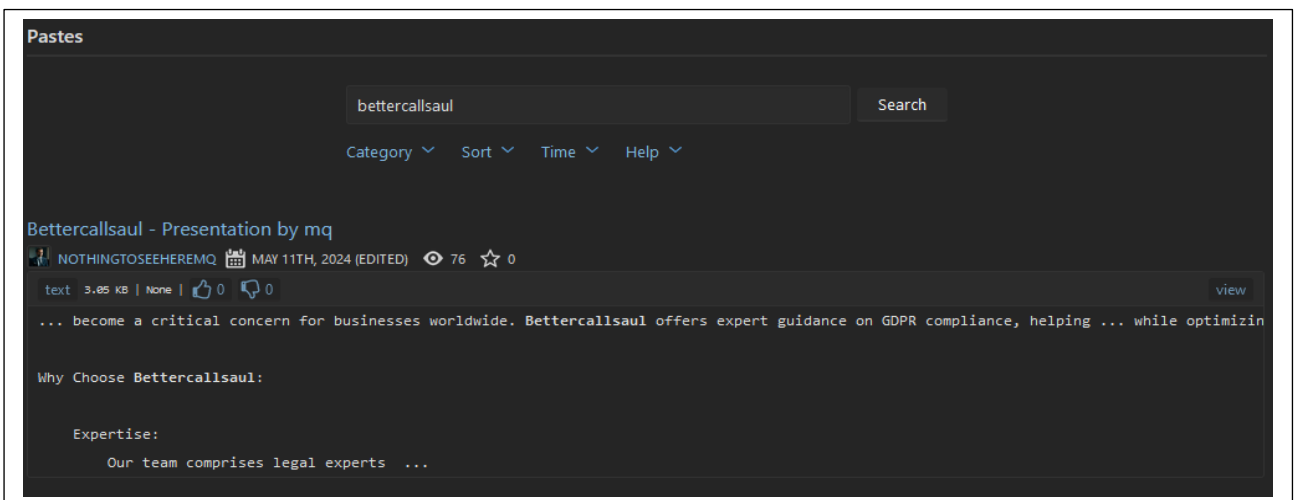 Pastes
bettercallsaul Search
Category Sort Time Help
Bettercallsaul - Presentation by mq
NOTHINGTOSEEHEREMQ MAY 11TH, 2024 (EDITED) 76 0
text 3.05 KB | None | 0 0 view
... become a critical concern for businesses worldwide. Bettercallsaul offers expert guidance on GDPR compliance, helping ... while optimizin
Why Choose Bettercallsaul:
Expertise:
Our team comprises legal experts ...